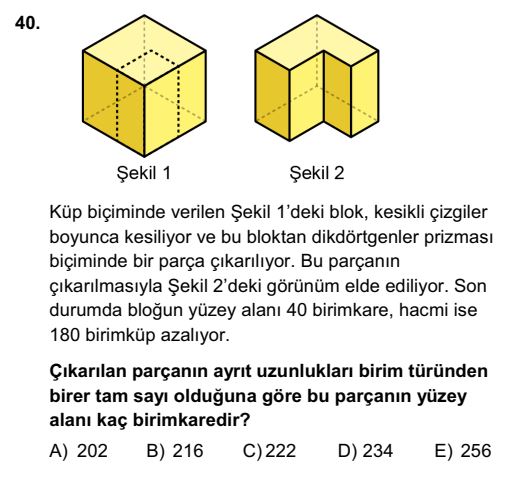 40.
Şekil 1 Şekil 2
Küp biçiminde verilen Şekil 1’deki blok, kesikli çizgiler
boyunca kesiliyor ve bu bloktan dikdörtgenler prizması
biçiminde bir parça çıkarılıyor. Bu parçanın
çıkarılmasıyla Şekil 2’deki görünüm elde ediliyor. Son
durumda bloğun yüzey alanı 40 birimkare, hacmi ise
180 birimküp azalıyor.
Çıkarılan parçanın ayrıt uzunlukları birim türünden
birer tam sayı olduğuna göre bu parçanın yüzey
alanı kaç birimkaredir?
A) 202 B) 216 C) 222 D) 234 E) 256